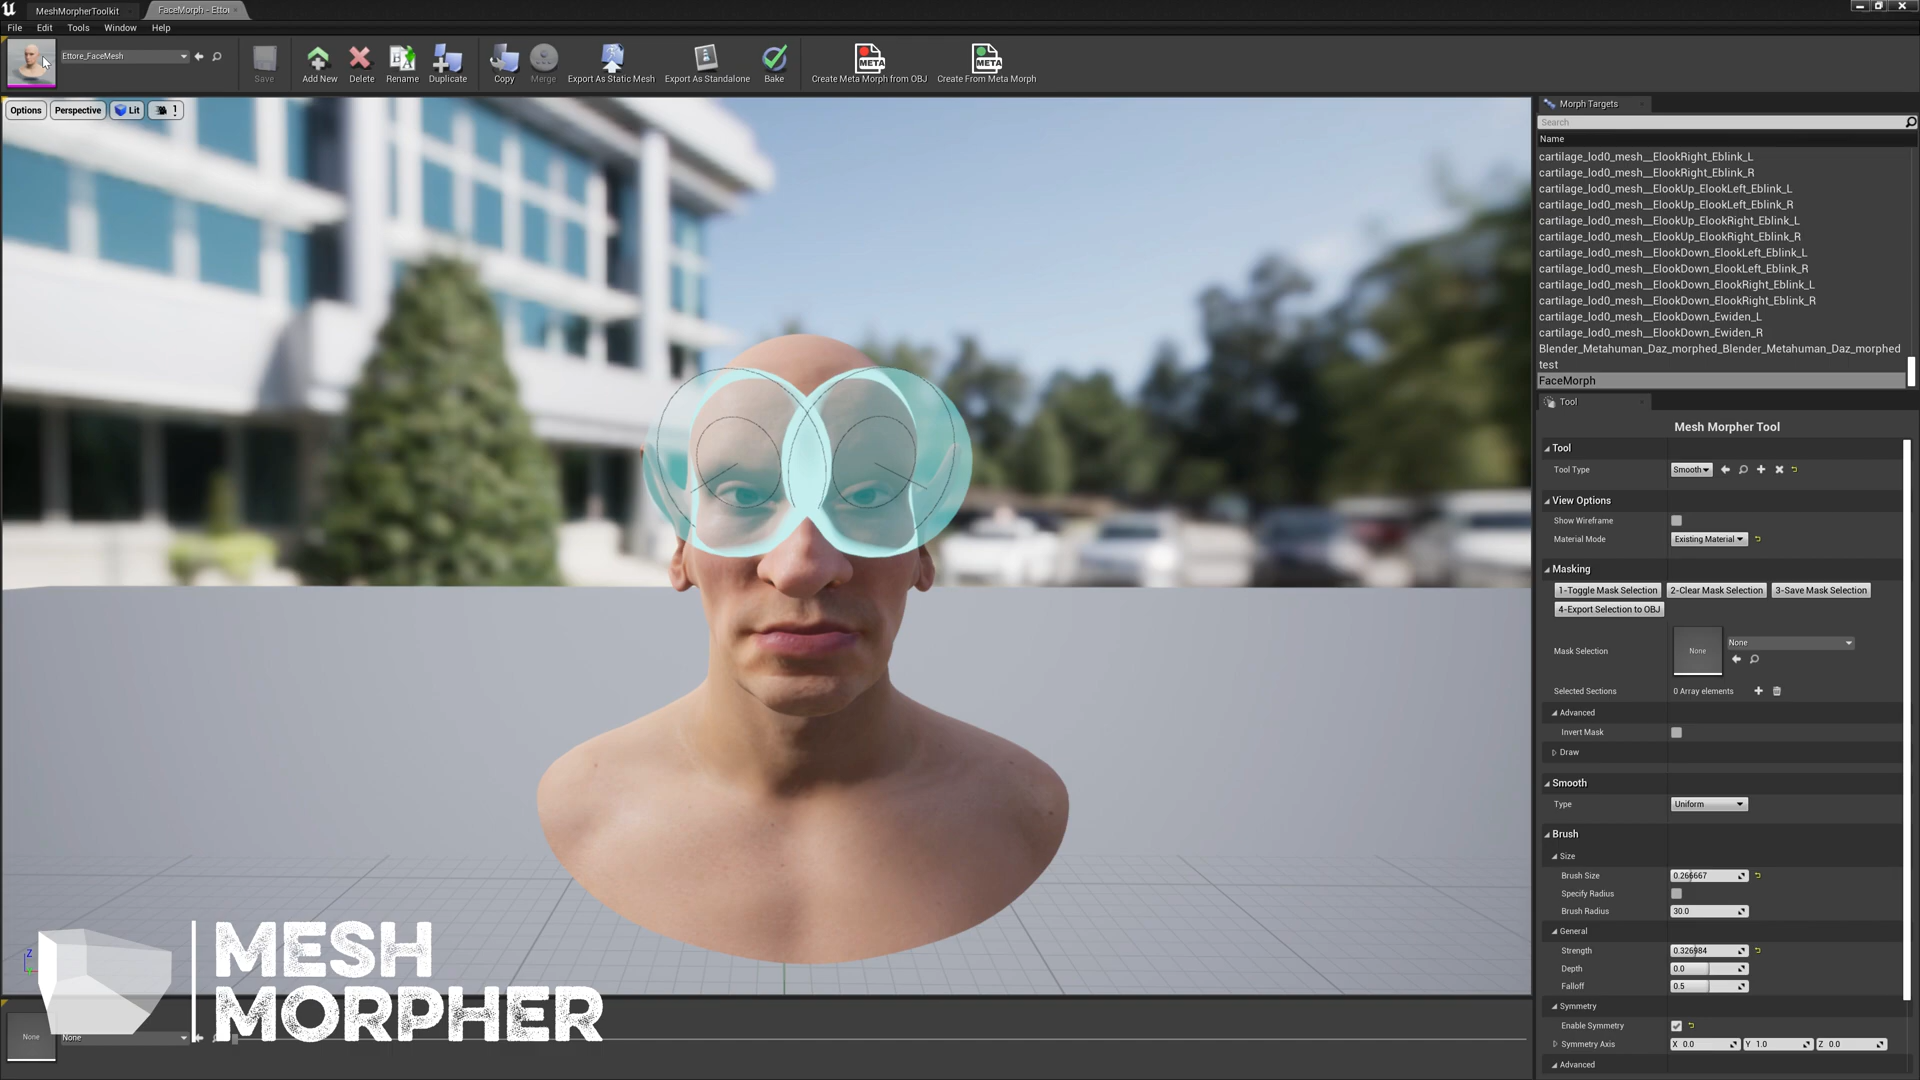 MeshMorpherToolkit
FaceMorph - Ettor
File Edit Tools Window Help
Ettore_FaceMesh
Save
Add New
Delete
Rename
Duplicate
Copy
Merge
Export As Static Mesh
Export As Standalone
Bake
META
Create Meta Morph from OBJ
META
Create From Meta Morph
Options
Perspective
Lit
1
Morph Targets
Search
Name
cartilage_lod0_mesh__ElookRight_Eblink_L
cartilage_lod0_mesh__ElookRight_Eblink_R
cartilage_lod0_mesh__ElookUp_ElookLeft_Eblink_L
cartilage_lod0_mesh__ElookUp_ElookLeft_Eblink_R
cartilage_lod0_mesh__ElookUp_ElookRight_Eblink_L
cartilage_lod0_mesh__ElookUp_ElookRight_Eblink_R
cartilage_lod0_mesh__ElookDown_ElookLeft_Eblink_L
cartilage_lod0_mesh__ElookDown_ElookLeft_Eblink_R
cartilage_lod0_mesh__ElookDown_ElookRight_Eblink_L
cartilage_lod0_mesh__ElookDown_ElookRight_Eblink_R
cartilage_lod0_mesh__ElookDown_Ewiden_L
cartilage_lod0_mesh__ElookDown_Ewiden_R
Blender_Metahuman_Daz_morphed_Blender_Metahuman_Daz_morphed
test
FaceMorph
Tool
Mesh Morpher Tool
Tool
Tool Type Smooth
View Options
Show Wireframe
Material Mode Existing Material
Masking
1-Toggle Mask Selection 2-Clear Mask Selection 3-Save Mask Selection
4-Export Selection to OBJ
Mask Selection None None
Selected Sections 0 Array elements
Advanced
Invert Mask
Draw
Smooth
Type Uniform
Brush
Size
Brush Size 0.266667
Specify Radius
Brush Radius 30.0
General
Strength 0.326984
Depth 0.0
Falloff 0.5
Symmetry
Enable Symmetry
Symmetry Axis X 0.0 Y 1.0 Z 0.0
Advanced
Z
MESH
MORPHER
None
None